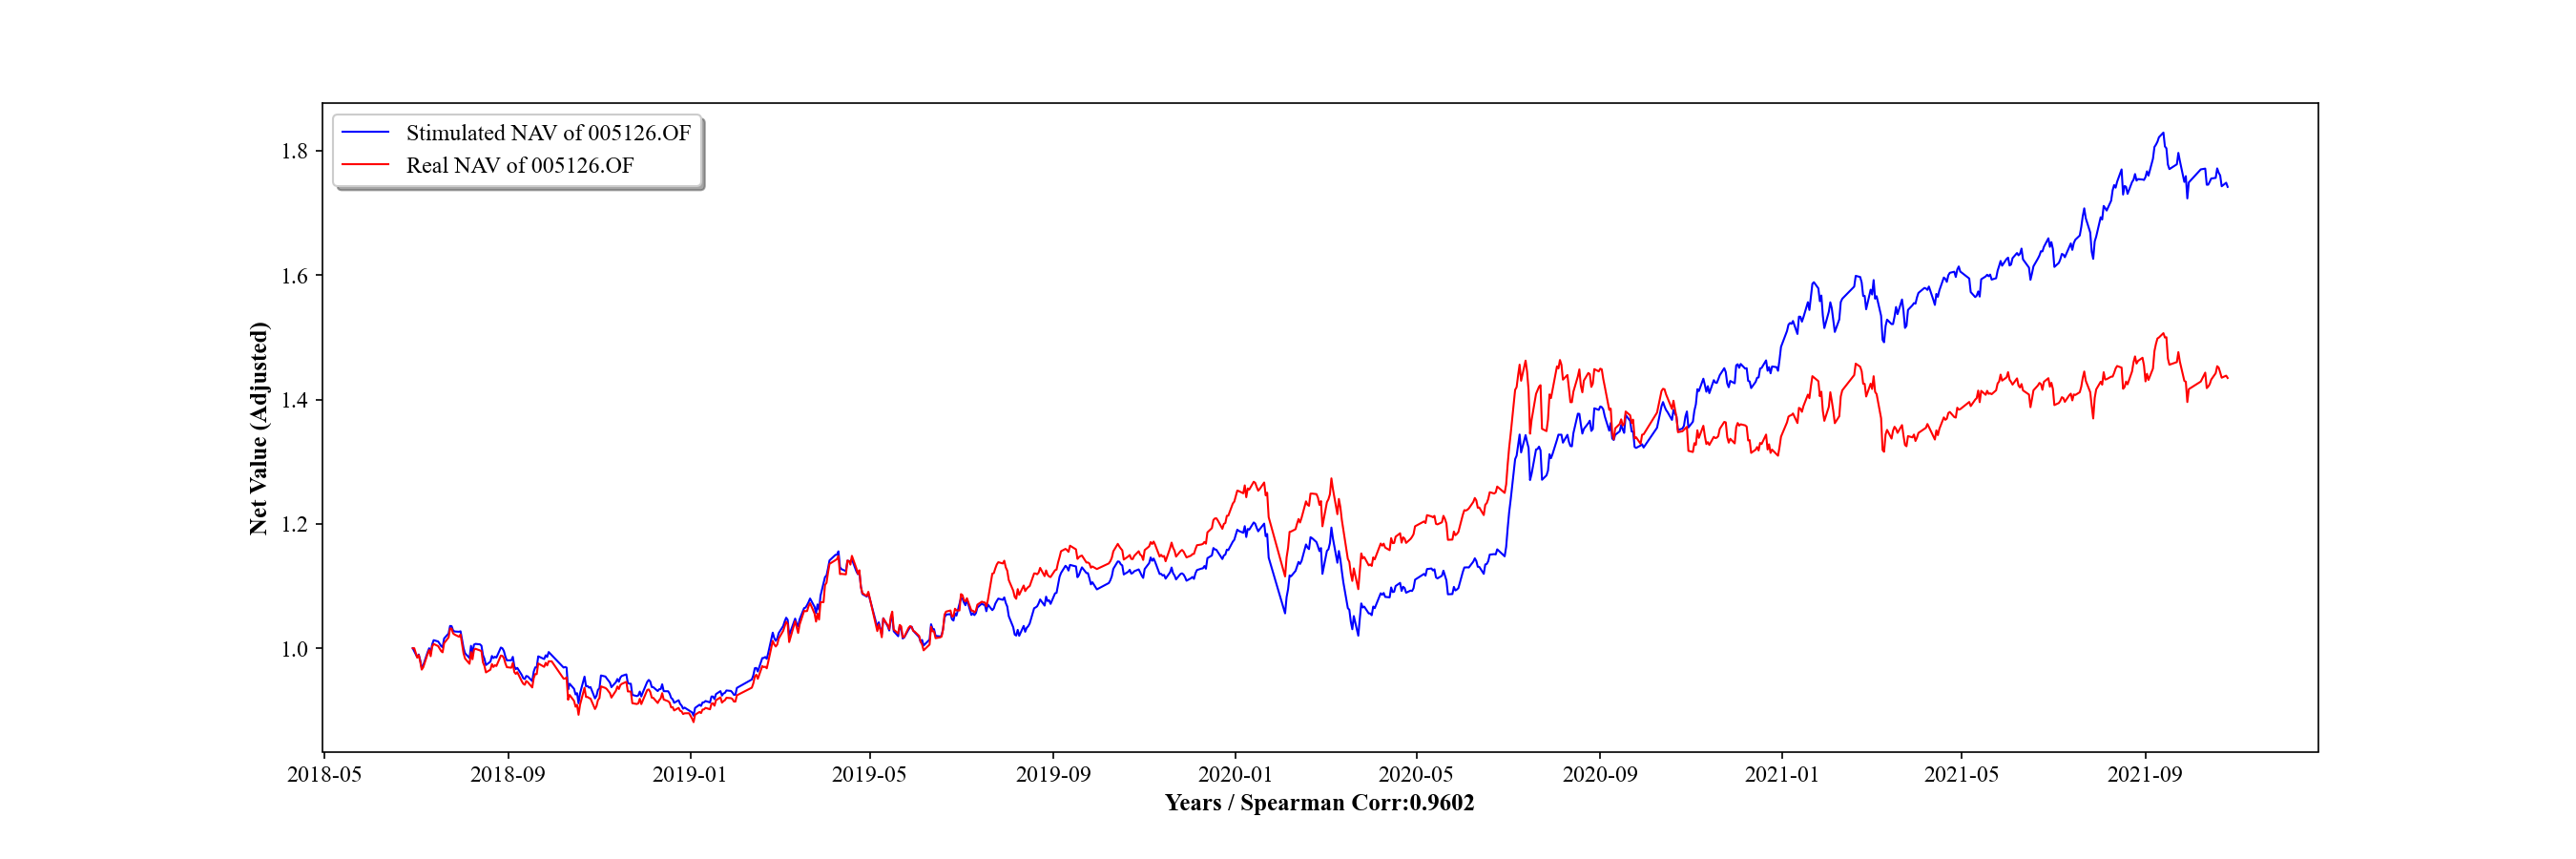 Stimulated NAV of 005126.OF
Real NAV of 005126.OF
1.8
1.6
1.4
1.2
1.0
Net Value (Adjusted)
2018-05 2018-09 2019-01 2019-05 2019-09 2020-01 2020-05 2020-09 2021-01 2021-05 2021-09
Years / Spearman Corr:0.9602